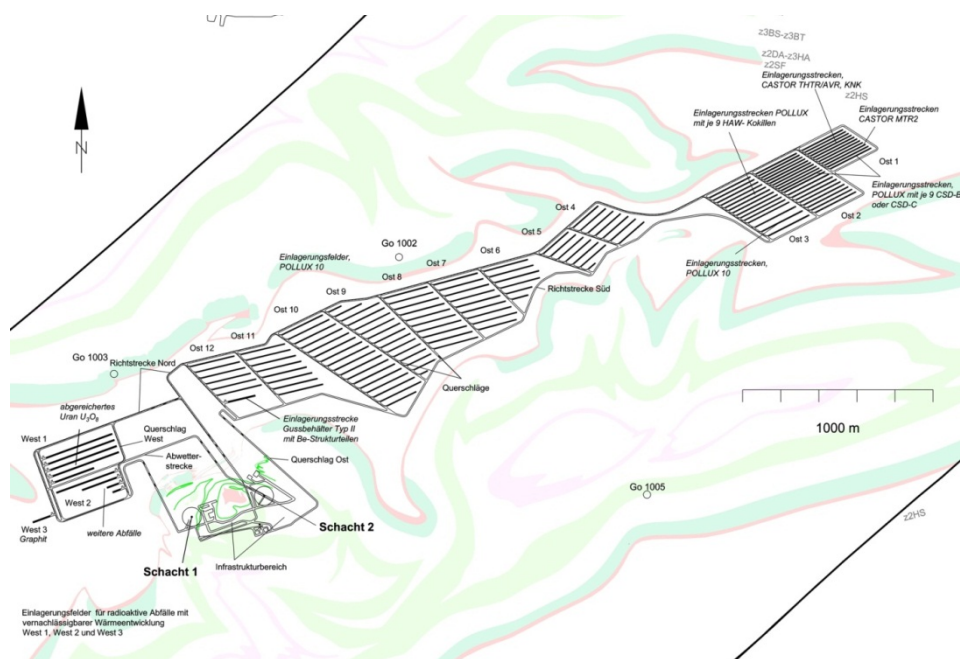 z3BS-z3BT
z2DA-z3HA
z2SF
Einlagerungsstrecken,
CASTOR THTR/AVR, KNK
z2HS
Einlagerungsstrecken POLLUX
mit je 9 HAW- Kokillen
Einlagerungsstrecken
CASTOR MTR2
N
Ost 1
Einlagerungsstrecken,
POLLUX mit je 9 CSD-B
oder CSD-C
Ost 2
Ost 3
Einlagerungsstrecken,
POLLUX 10
Ost 4
Ost 5
Ost 6
Ost 7
Ost 8
Ost 9
Ost 10
Ost 11
Ost 12
Go 1002
Einlagerungsfelder,
POLLUX 10
Richtstrecke Süd
Go 1003
Richtstrecke Nord
Querschläge
abgereichertes
Uran U3O8
Querschlag
West
West 1
Abwetter-
strecke
Einlagerungsstrecke
Gussbehälter Typ II
mit Be-Strukturteilen
1000 m
Querschlag Ost
West 2
Go 1005
z2HS
West 3
Graphit
weitere Abfälle
Schacht 2
Schacht 1
Infrastrukturbereich
Einlagerungsfelder für radioaktive Abfälle mit
vernachlässigbarer Wärmeentwicklung
West 1, West 2 und West 3